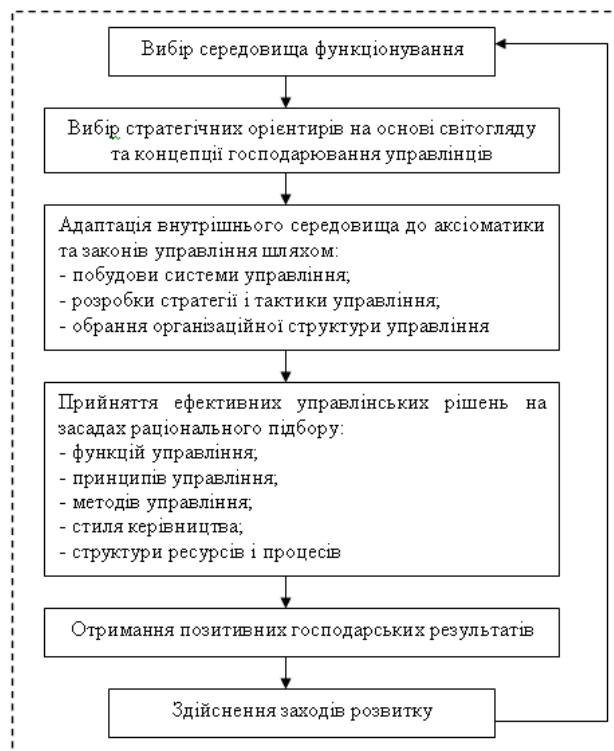 Вибір середовища функціонування
Вибір стратегічних орієнтирів на основі світогляду
та концепції господарювання управлінців
Адаптація внутрішнього середовища до аксіоматики
та законів управління шляхом:
- побудови системи управління;
- розробки стратегії і тактики управління;
- обрання організаційної структури управління
Прийняття ефективних управлінських рішень на
засадах раціонального підбору:
- функцій управління;
- принципів управління;
- методів управління;
- стиля керівництва;
- структури ресурсів і процесів
Отримання позитивних господарських результатів
Здійснення заходів розвитку